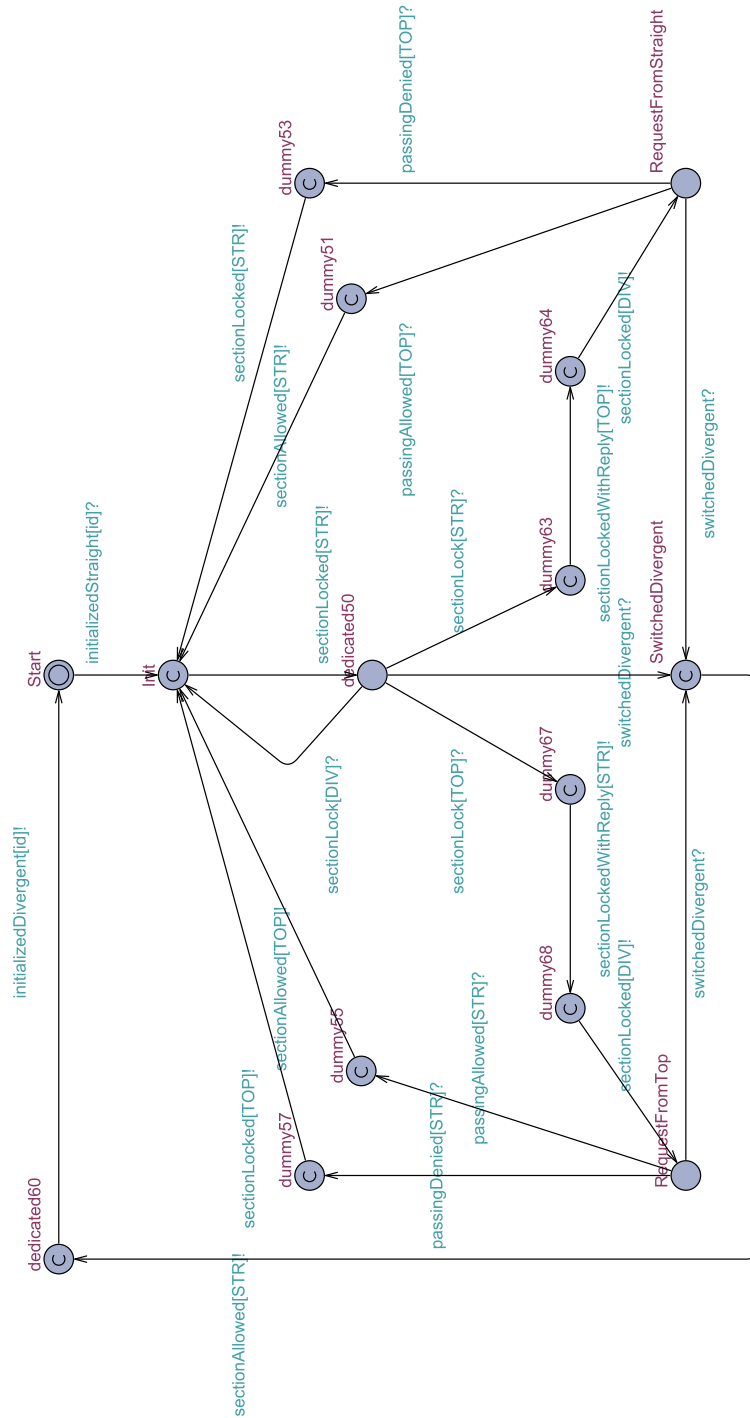 dedicated60
initializedDivergent[id]!
Start
initializedStraight[id]?
sectionAllowed[STR]!
Init
dummy57
sectionLocked[TOP]!
dummy55
sectionAllowed[TOP]!
sectionLock[DIV]?
sectionLocked[STR]!
dedicated50
sectionAllowed[STR]!
dummy51
sectionLocked[STR]!
dummy53
passingDenied[STR]?
passingAllowed[STR]?
sectionLock[TOP]?
sectionLock[STR]?
passingAllowed[TOP]?
passingDenied[TOP]?
dummy68
dummy67
dummy63
dummy64
sectionLocked[DIV]!
sectionLockedWithReply[STR]!
switchedDivergent?
sectionLockedWithReply[TOP]!
sectionLocked[DIV]!
RequestFromTop
switchedDivergent?
SwitchedDivergent
switchedDivergent?
RequestFromStraight
C
C
C
C
C
C
C
C
C
C
C